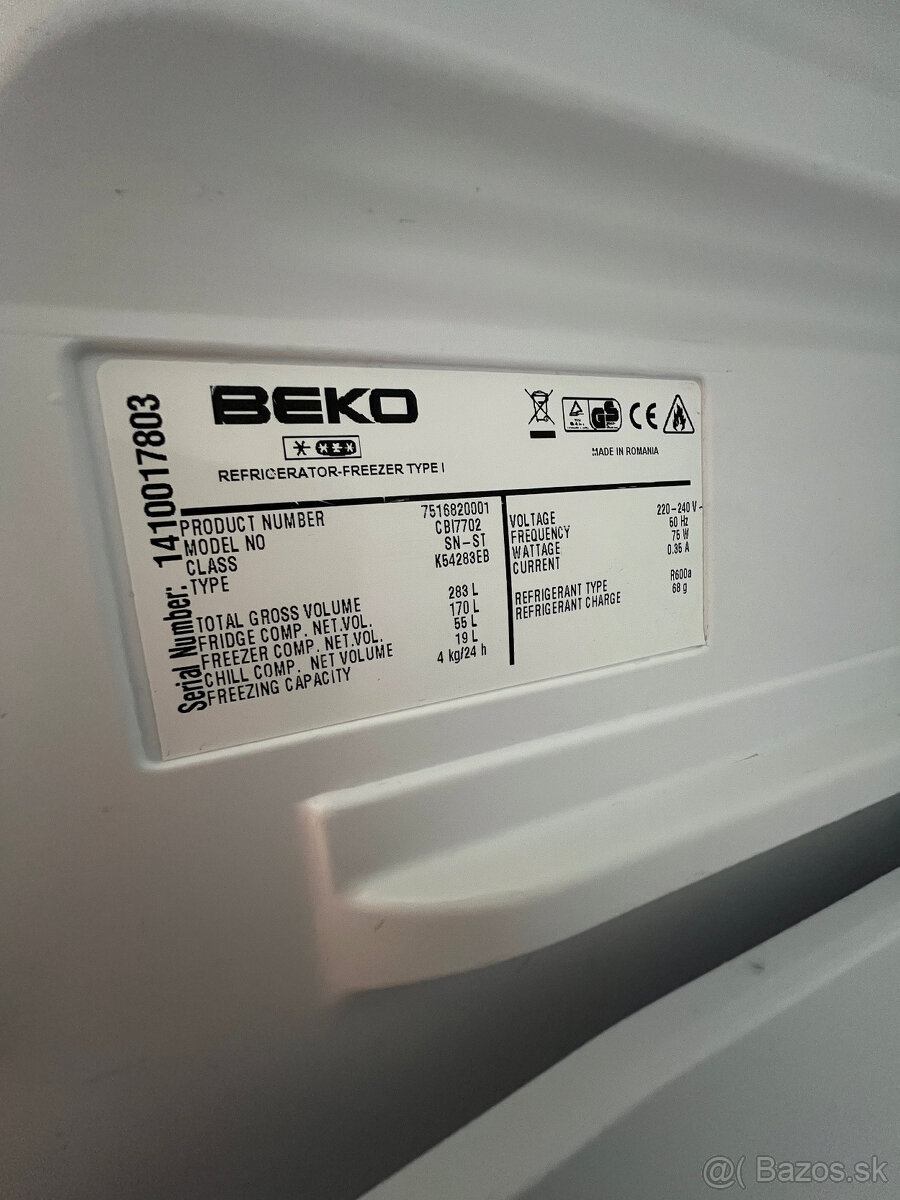 BEKO
REFRIGERATOR-FREEZER TYPE I
GS CE
MADE IN ROMANIA
Serial Number: 1410017803
PRODUCT NUMBER 7516820001
MODEL NO CBI7702
CLASS SN-ST
TYPE K54283EB
TOTAL GROSS VOLUME 283 L
FRIDGE COMP. NET.VOL. 170 L
FREEZER COMP. NET.VOL. 55 L
CHILL COMP. NET VOLUME 19 L
FREEZING CAPACITY 4 kg/24 h
VOLTAGE 220-240 V~
FREQUENCY 50 Hz
WATTAGE 75 W
CURRENT 0.35 A
REFRIGERANT TYPE R600a
REFRIGERANT CHARGE 68 g
@( Bazos.sk